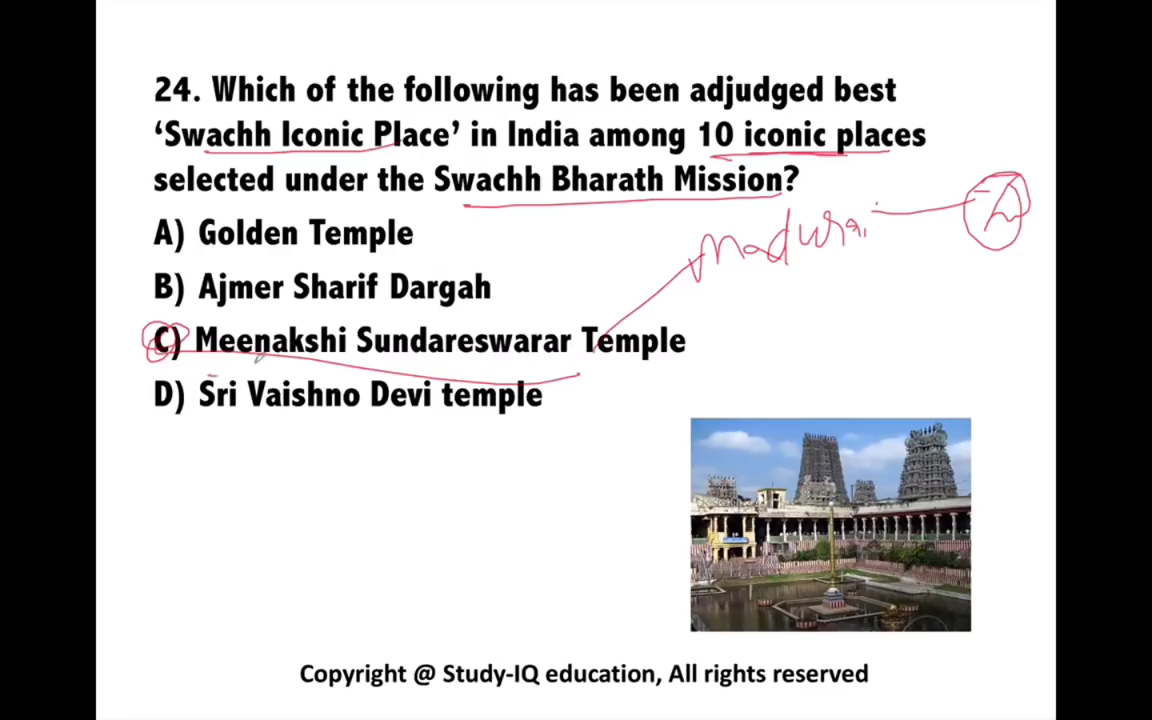 24. Which of the following has been adjudged best
‘Swachh Iconic Place’ in India among 10 iconic places
selected under the Swachh Bharath Mission?
A) Golden Temple
Madurai
B) Ajmer Sharif Dargah
C) Meenakshi Sundareswarar Temple
D) Sri Vaishno Devi temple
Copyright @ Study-IQ education, All rights reserved